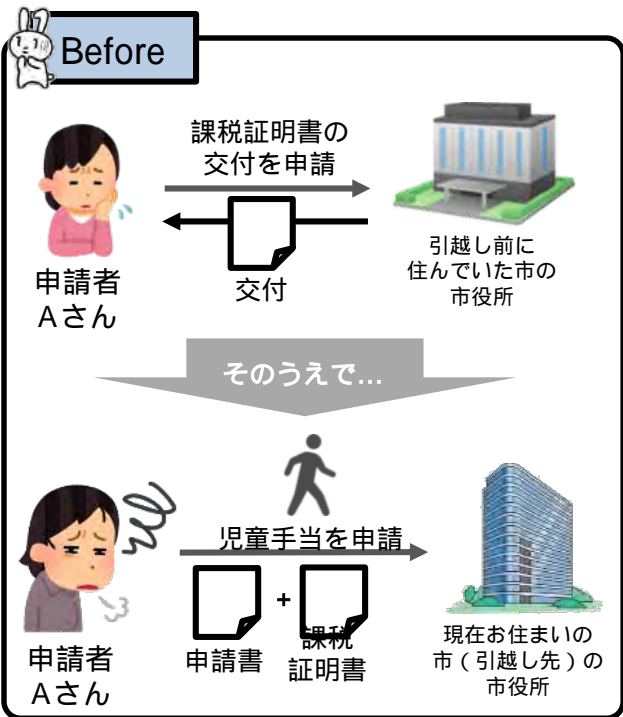 Before
課税証明書の
交付を申請
交付
申請者
Aさん
引越し前に
住んでいた市の
市役所
そのうえで…
児童手当を申請
申請書
+
課税
証明書
申請者
Aさん
現在お住まいの
市(引越し先)の
市役所